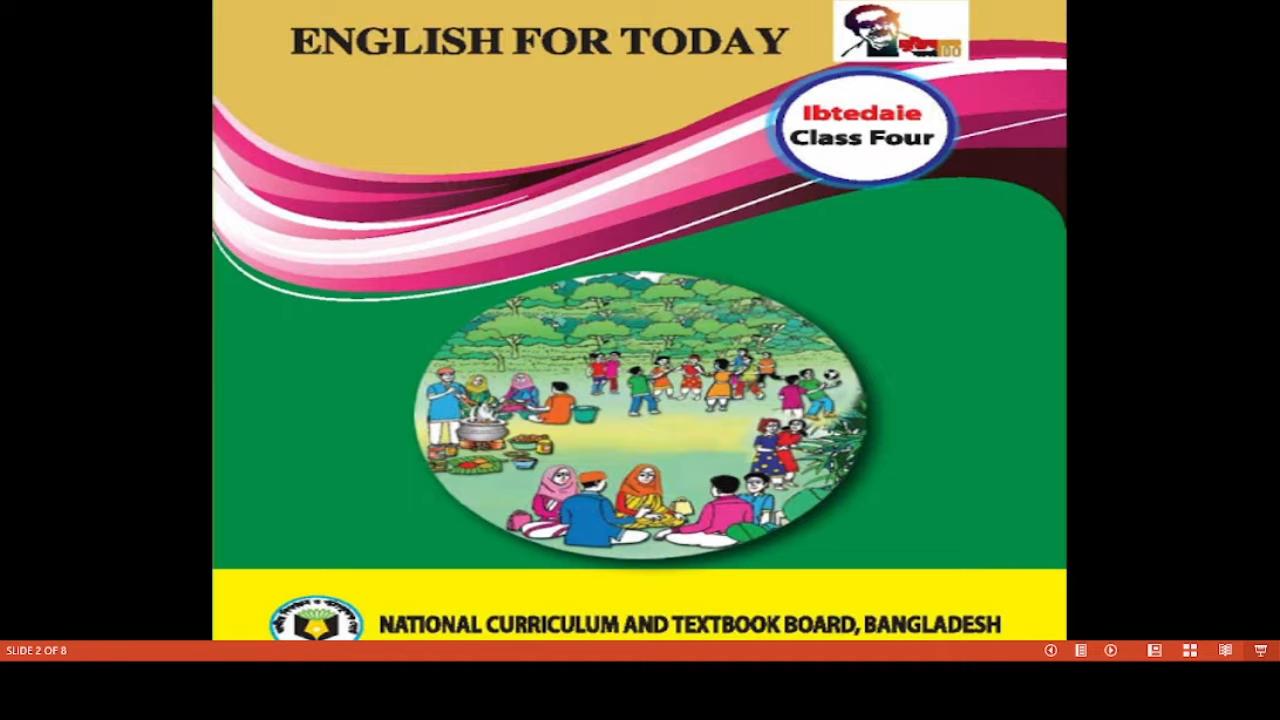 ENGLISH FOR TODAY
Ibtedaie
Class Four
NATIONAL CURRICULUM AND TEXTBOOK BOARD, BANGLADESH
SLIDE 2 OF 8